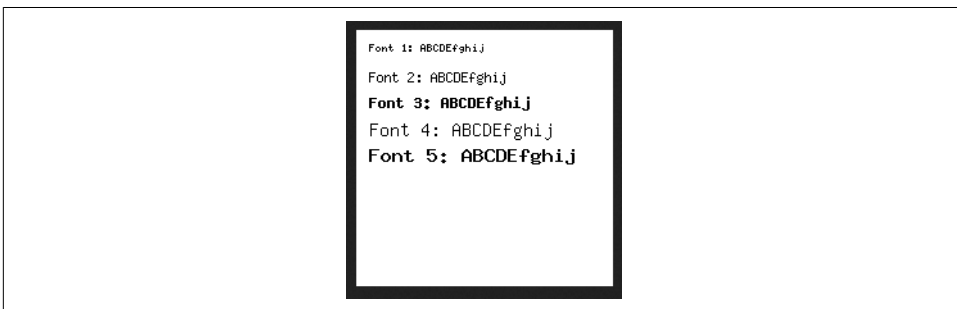 Font 1: ABCDEfghij
Font 2: ABCDEfghij
Font 3: ABCDEfghij
Font 4: ABCDEfghij
Font 5: ABCDEfghij